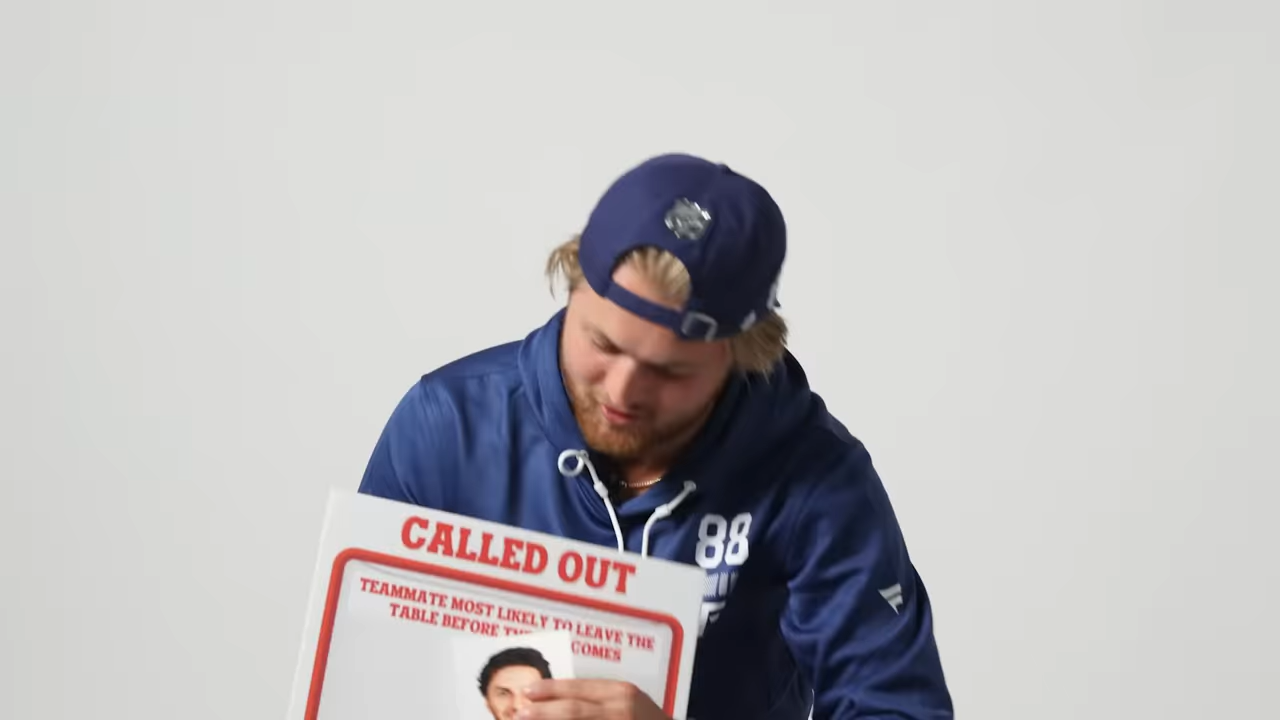 CALLED OUT
TEAMMATE MOST LIKELY TO LEAVE THE
TABLE BEFORE COMES
88